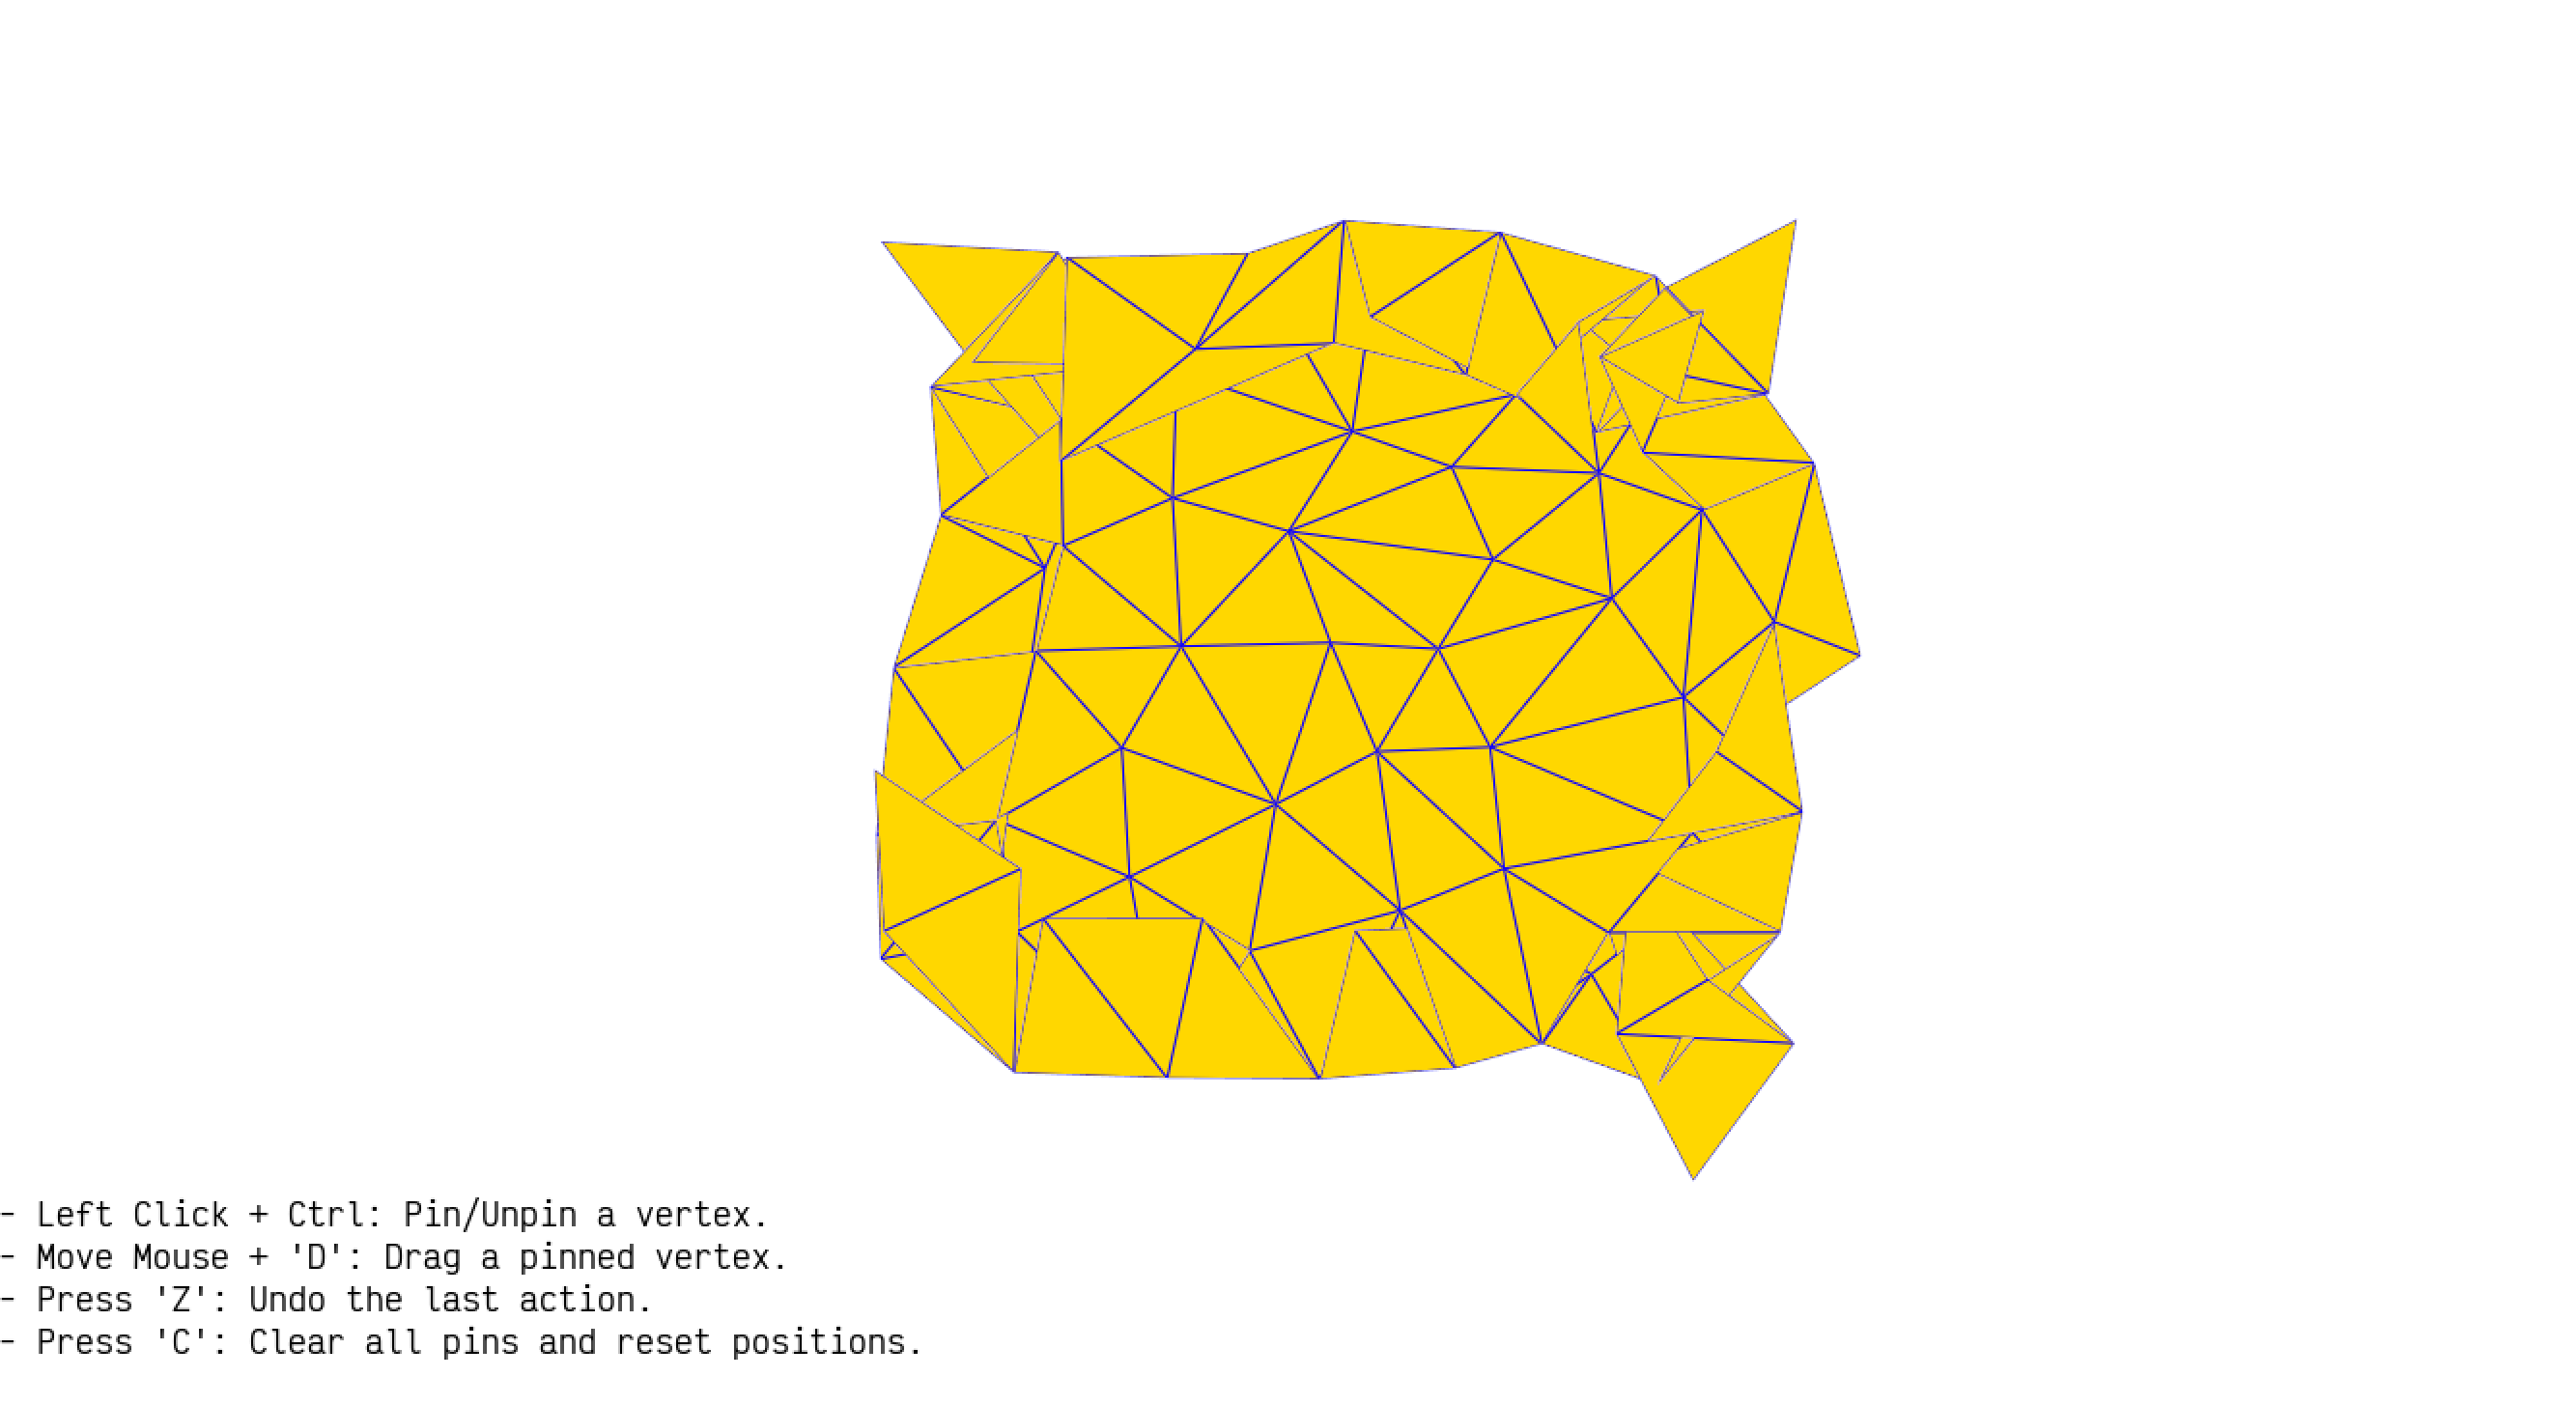 - Left Click + Ctrl: Pin/Unpin a vertex.
- Move Mouse + 'D': Drag a pinned vertex.
- Press 'Z': Undo the last action.
- Press 'C': Clear all pins and reset positions.